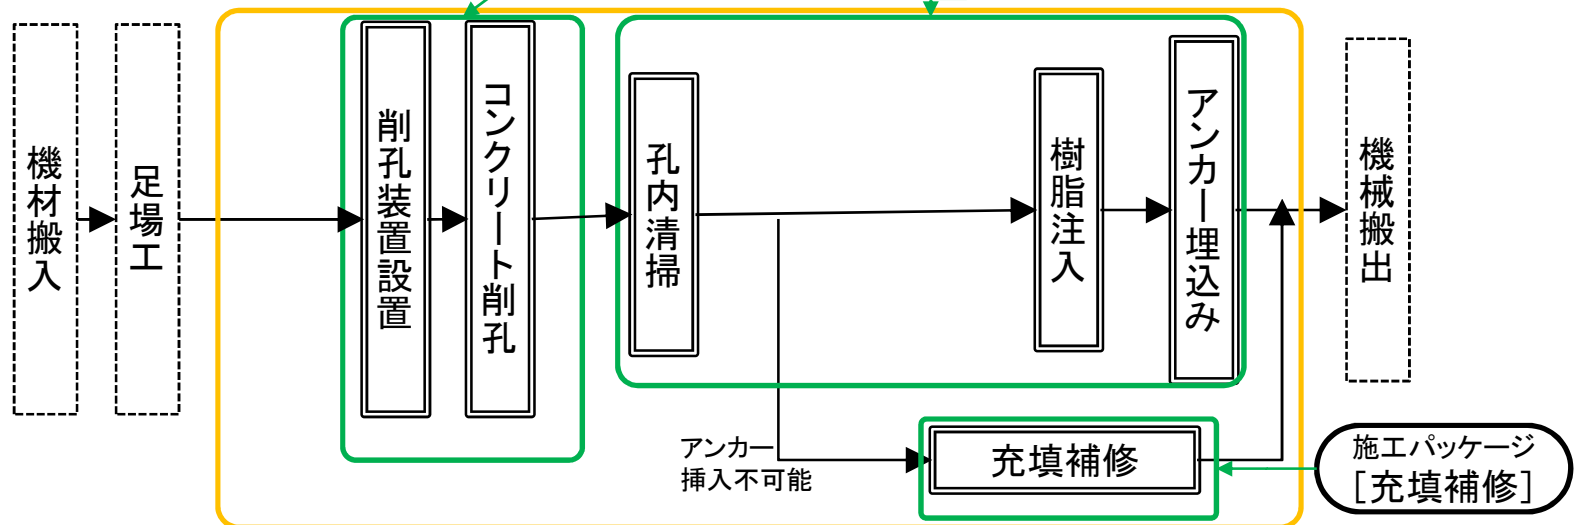 機材搬入
足場工
削孔装置設置
コンクリート削孔
孔内清掃
樹脂注入
アンカー埋込み
機械搬出
アンカー
挿入不可能
充填補修
施工パッケージ
［充填補修］